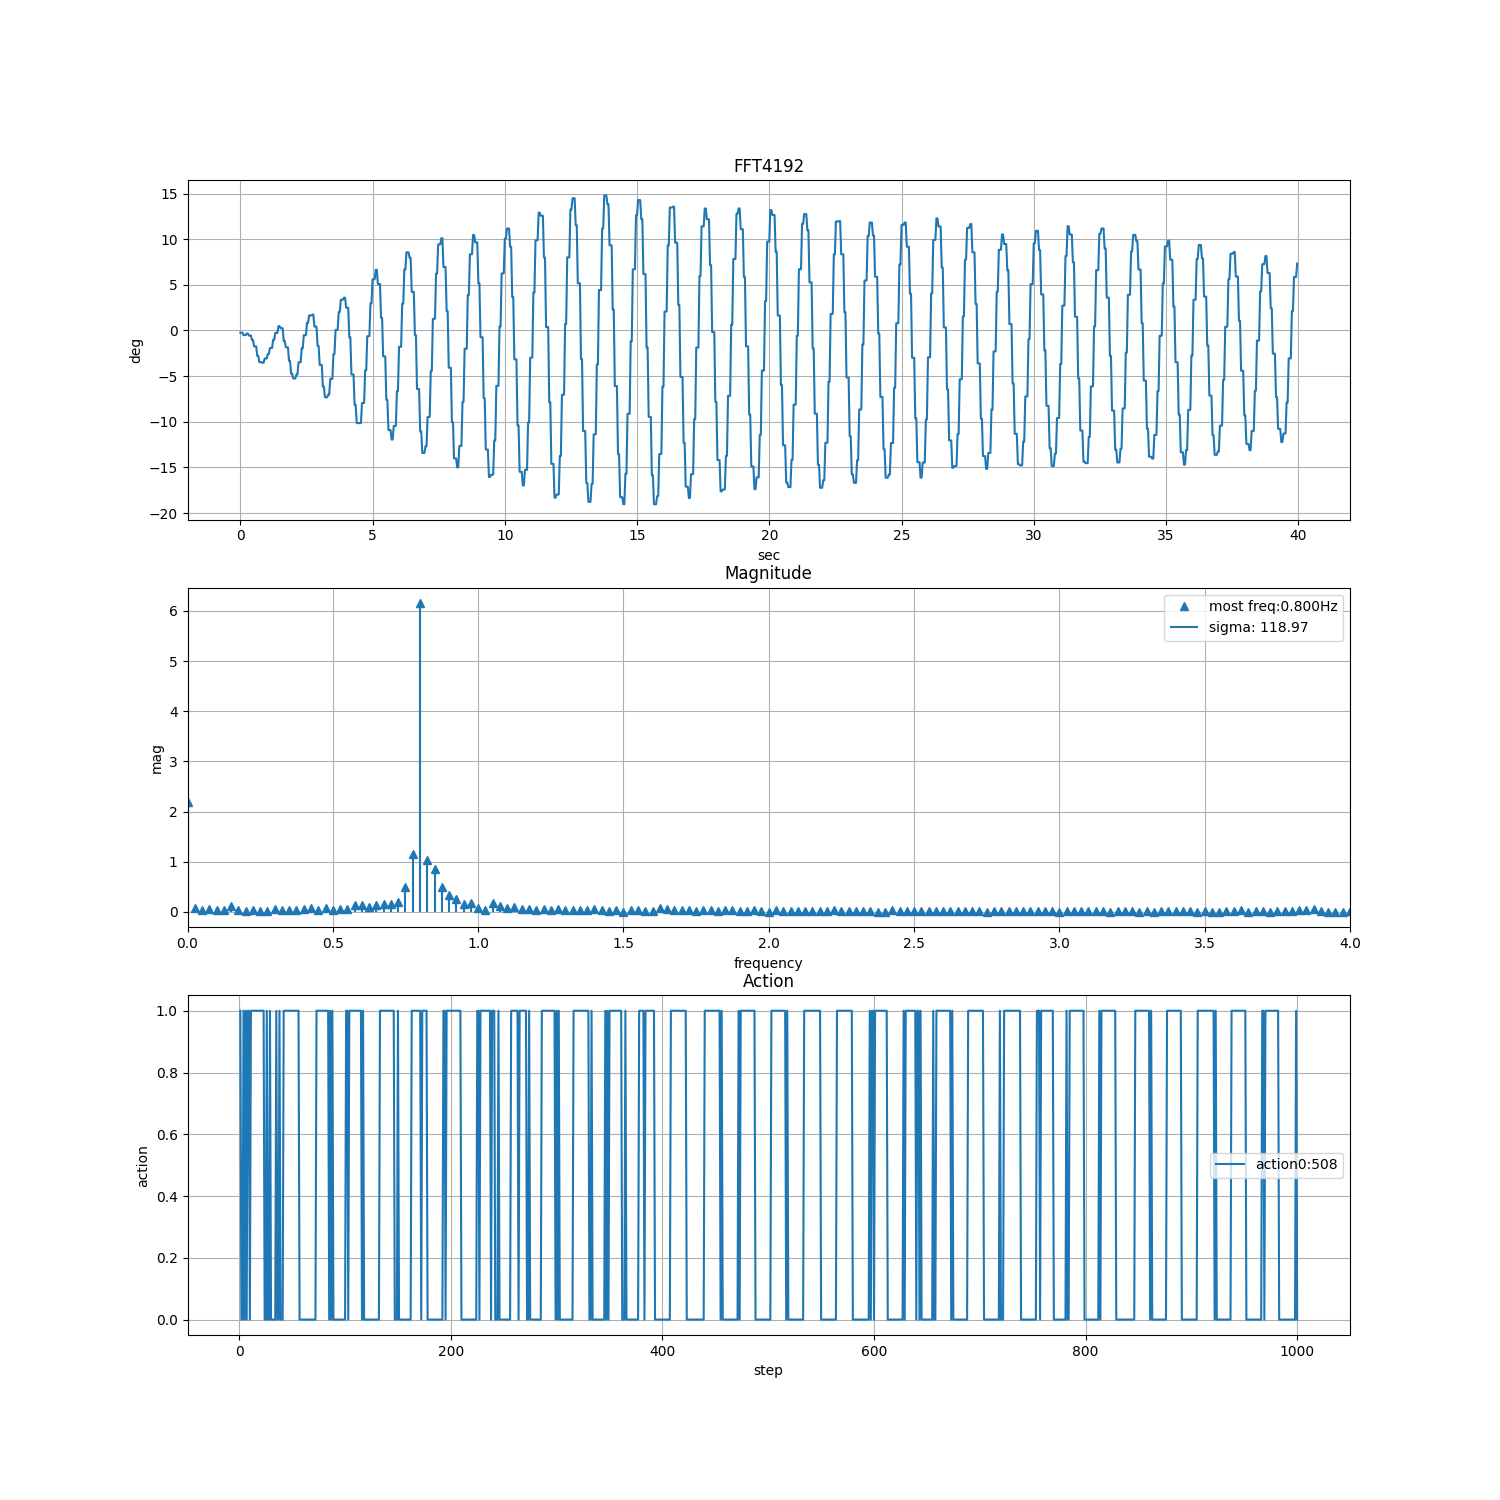 FFT4192
15
10
5
0
−5
−10
−15
−20
deg
0 5 10 15 20 25 30 35 40
sec
Magnitude
6
5
4
3
2
1
0
mag
most freq:0.800Hz
sigma: 118.97
0.0 0.5 1.0 1.5 2.0 2.5 3.0 3.5 4.0
frequency
Action
1.0
0.8
0.6
0.4
0.2
0.0
action
action0:508
0 200 400 600 800 1000
step